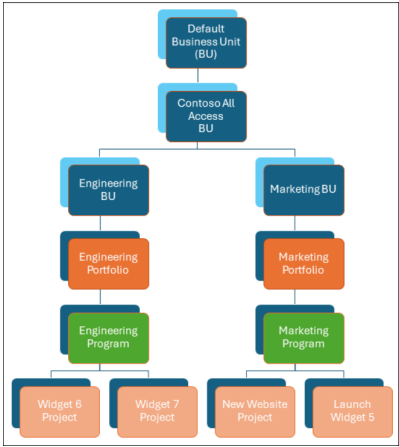 Default
Business Unit
(BU)
Contoso All
Access
BU
Engineering
BU
Marketing BU
Engineering
Portfolio
Marketing
Portfolio
Engineering
Program
Marketing
Program
Widget 6
Project
Widget 7
Project
New Website
Project
Launch
Widget 5